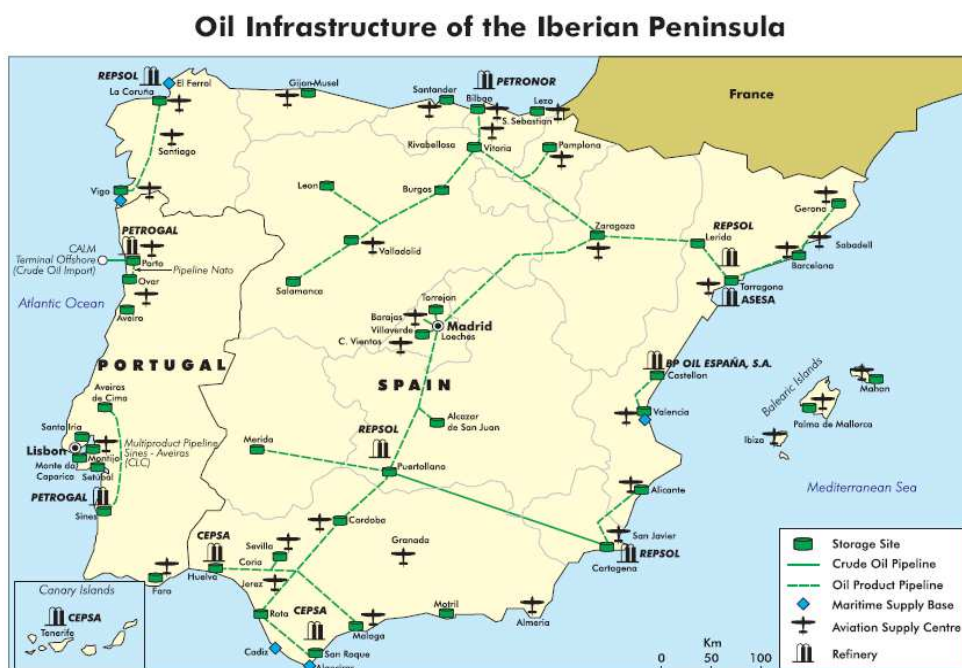 Oil Infrastructure of the Iberian Peninsula
REPSOL
El Ferrol
La Coruña
Gijon-Musel
Santander
PETRONOR
Bilbao
Lezo
S. Sebastian
France
Santiago
Rivabellosa
Vitoria
Pamplona
Vigo
Leon
Burgos
Gerona
PETROGAL
Valladolid
Zaragoza
REPSOL
Lerida
Sabadell
Barcelona
CALM
Terminal Offshore
(Crude Oil Import)
Porto
Pipeline Nato
Ovar
Salamanca
Tarragona
ASESA
Atlantic Ocean
Aveiro
Torrejon
Barajas
Villaverde
Madrid
Loeches
C. Vientos
PORTUGAL
SPAIN
BP OIL ESPAÑA, S.A.
Castellon
Balearic Islands
Mahan
Aveiras
de Cima
Valencia
Palma de Mallorca
Alcazar
de San Juan
Ibiza
Santa Iria
Lisbon
Montijo
Monte da
Caparica
Setúbal
Multiproduct Pipeline
Sines - Aveiras
(CLC)
Merida
REPSOL
Puertollano
PETROGAL
Sines
Alicante
Mediterranean Sea
Cordoba
San Javier
CEPSA
Sevilla
Coria
Granada
REPSOL
Cartagena
Huelva
Jerez
Faro
Canary Islands
CEPSA
Tenerife
Rota
CEPSA
Malaga
Motril
Almeria
Cadiz
San Roque
Algeciras
Storage Site
Crude Oil Pipeline
Oil Product Pipeline
Maritime Supply Base
Aviation Supply Centre
Refinery
Km
0 50 100